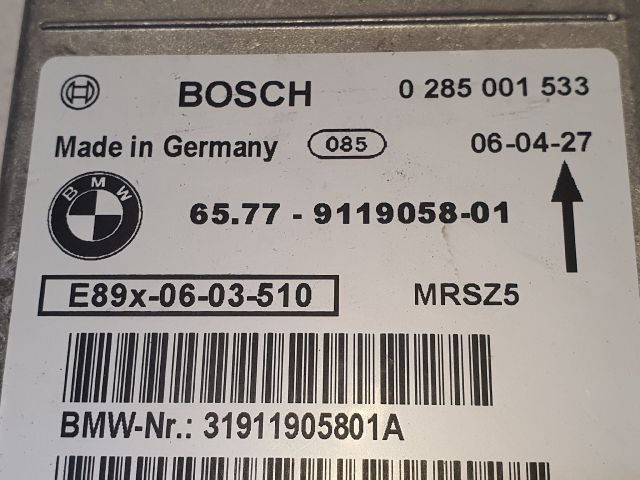 BOSCH 0 285 001 533
Made in Germany 085 06-04-27
BMW 65.77 - 9119058-01
E89x-06-03-510 MRSZ5
BMW-Nr.: 31911905801A